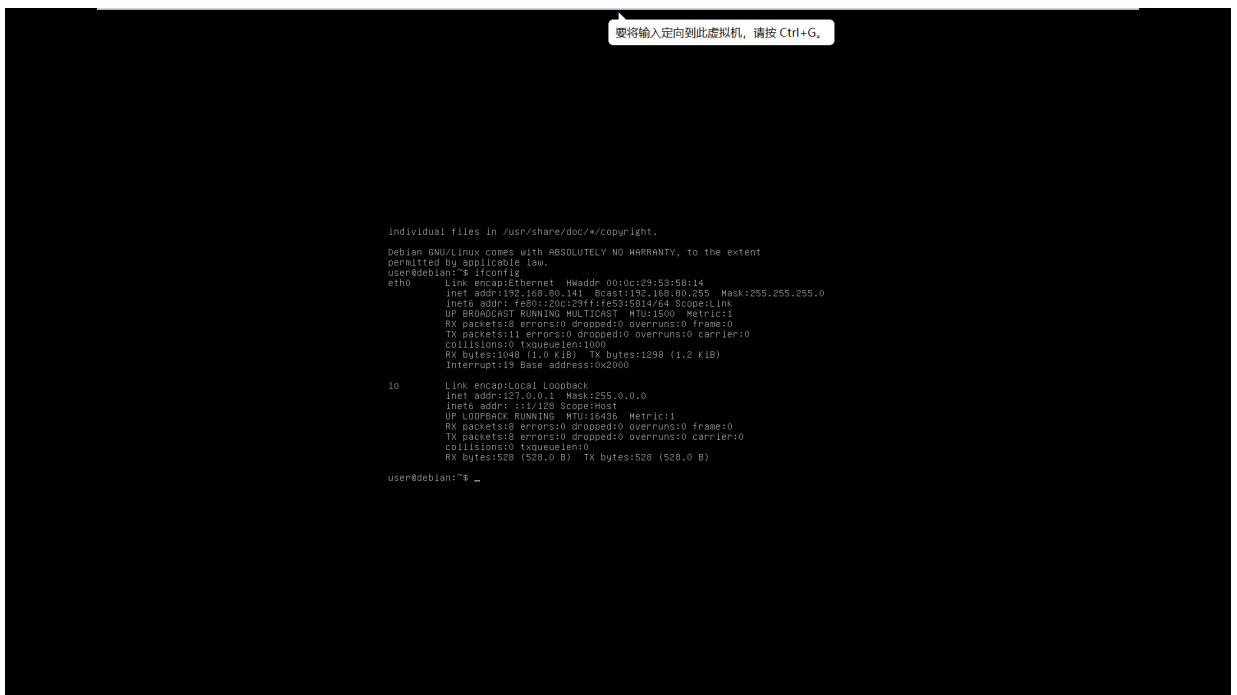 要将输入定向到此虚拟机，请按 Ctrl+G。
individual files in /usr/share/doc/*/copyright.
Debian GNU/Linux comes with ABSOLUTELY NO WARRANTY, to the extent
permitted by applicable law.
user@debian:~$ ifconfig
eth0      Link encap:Ethernet  HWaddr 00:0c:29:53:58:14
          inet addr:192.168.80.141  Bcast:192.168.80.255  Mask:255.255.255.0
          inet6 addr: fe80::20c:29ff:fe53:5814/64 Scope:Link
          UP BROADCAST RUNNING MULTICAST  MTU:1500  Metric:1
          RX packets:8 errors:0 dropped:0 overruns:0 frame:0
          TX packets:11 errors:0 dropped:0 overruns:0 carrier:0
          collisions:0 txqueuelen:1000
          RX bytes:1048 (1.0 KiB)  TX bytes:1298 (1.2 KiB)
          Interrupt:19 Base address:0x2000
lo        Link encap:Local Loopback
          inet addr:127.0.0.1  Mask:255.0.0.0
          inet6 addr: ::1/128 Scope:Host
          UP LOOPBACK RUNNING  MTU:16436  Metric:1
          RX packets:8 errors:0 dropped:0 overruns:0 frame:0
          TX packets:8 errors:0 dropped:0 overruns:0 carrier:0
          collisions:0 txqueuelen:0
          RX bytes:528 (528.0 B)  TX bytes:528 (528.0 B)
user@debian:~$ _